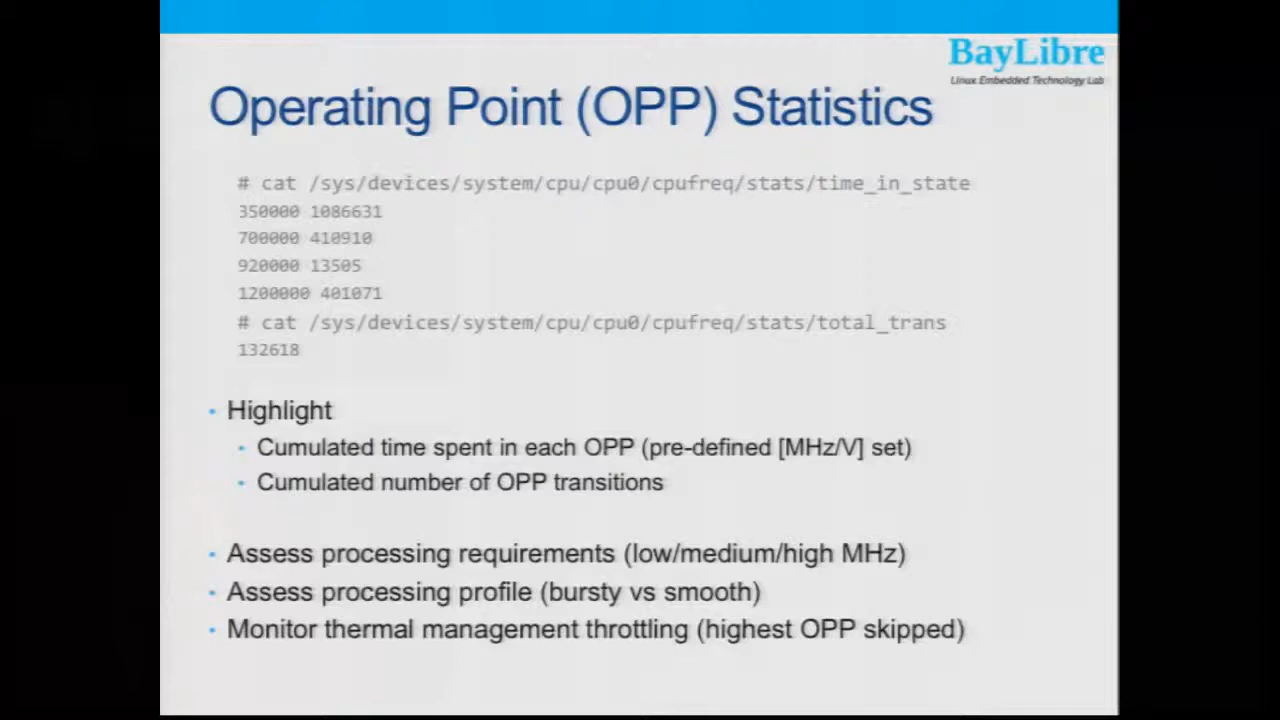 BayLibre
Linux Embedded Technology Lab
Operating Point (OPP) Statistics
# cat /sys/devices/system/cpu/cpu0/cpufreq/stats/time_in_state
350000 1086631
700000 410910
920000 13505
1200000 401071
# cat /sys/devices/system/cpu/cpu0/cpufreq/stats/total_trans
132618
• Highlight
• Cumulated time spent in each OPP (pre-defined [MHz/V] set)
• Cumulated number of OPP transitions
• Assess processing requirements (low/medium/high MHz)
• Assess processing profile (bursty vs smooth)
• Monitor thermal management throttling (highest OPP skipped)